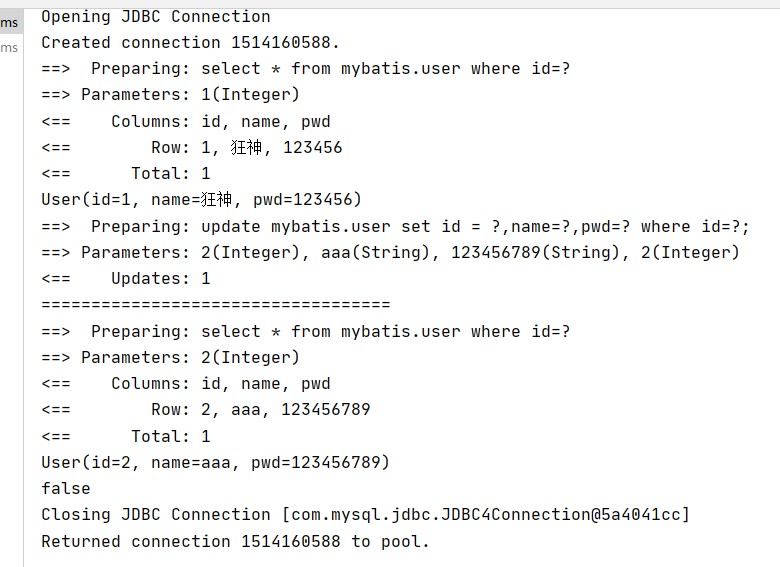 ms
ms
Opening JDBC Connection
Created connection 1514160588.
==>  Preparing: select * from mybatis.user where id=?
==> Parameters: 1(Integer)
<==    Columns: id, name, pwd
<==        Row: 1, 狂神, 123456
<==      Total: 1
User(id=1, name=狂神, pwd=123456)
==>  Preparing: update mybatis.user set id = ?,name=?,pwd=? where id=?;
==> Parameters: 2(Integer), aaa(String), 123456789(String), 2(Integer)
<==    Updates: 1
===================================
==>  Preparing: select * from mybatis.user where id=?
==> Parameters: 2(Integer)
<==    Columns: id, name, pwd
<==        Row: 2, aaa, 123456789
<==      Total: 1
User(id=2, name=aaa, pwd=123456789)
false
Closing JDBC Connection [com.mysql.jdbc.JDBC4Connection@5a4041cc]
Returned connection 1514160588 to pool.